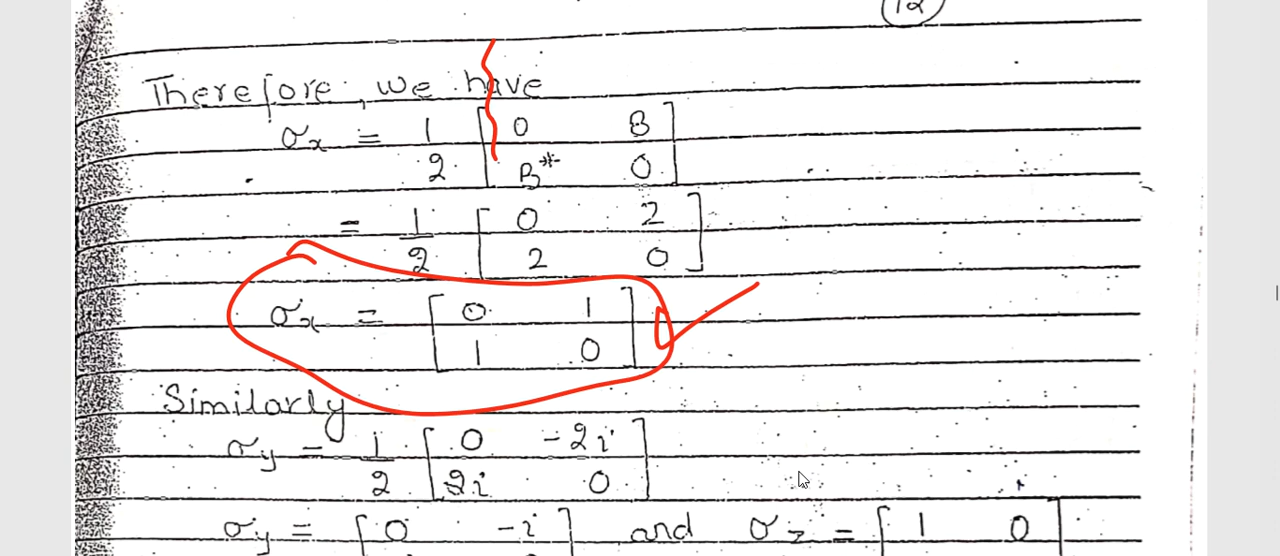 12
Therefore, we have
σx = 1/2 [0 B; B* 0]
= 1/2 [0 2; 2 0]
σx = [0 1; 1 0]
Similarly
σy = 1/2 [0 -2i; 2i 0]
σy = [0 -i] and σz = [1 0]